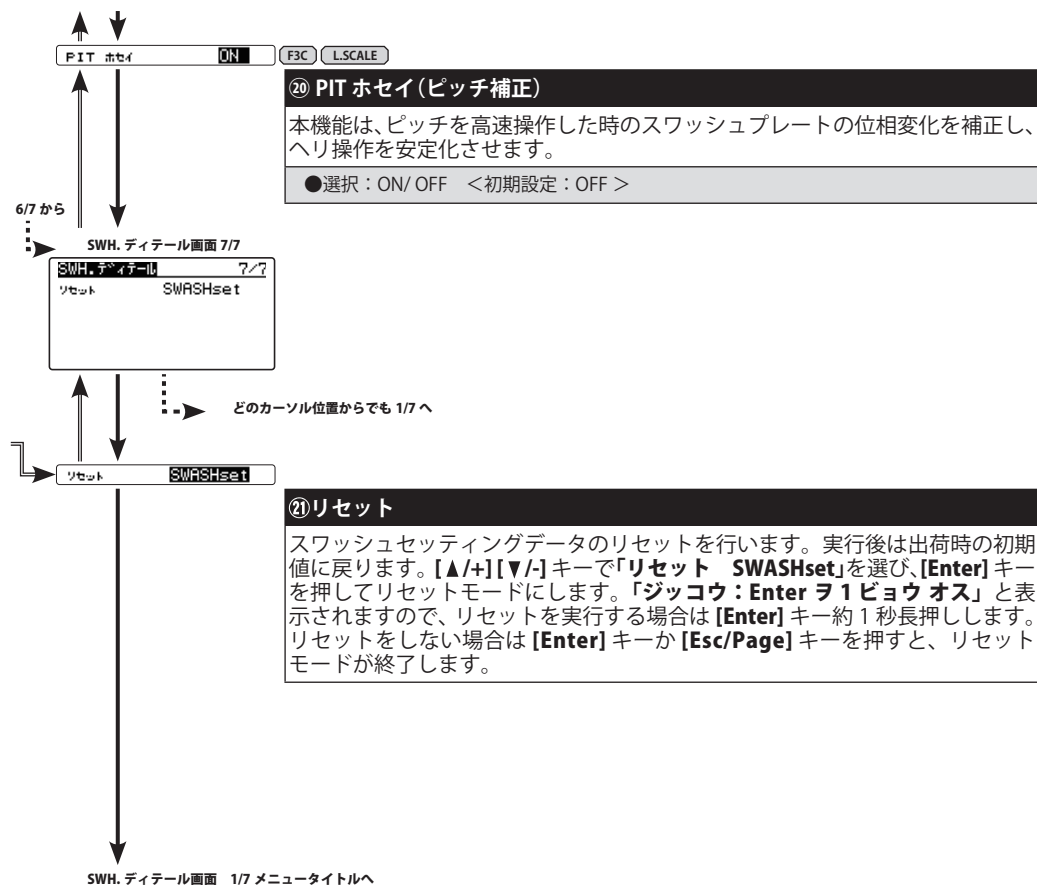 PIT ホセイ ON F3C L.SCALE
⑳ PIT ホセイ(ピッチ補正)
本機能は、ピッチを高速操作した時のスワッシュプレートの位相変化を補正し、
ヘリ操作を安定化させます。
●選択：ON/ OFF　＜初期設定：OFF＞
6/7 から
SWH. ディテール画面 7/7
SWH.ディテール 7/7
リセット SWASHset
どのカーソル位置からでも 1/7 へ
リセット SWASHset
㉑リセット
スワッシュセッティングデータのリセットを行います。実行後は出荷時の初期
値に戻ります。[▲/+] [▼/-] キーで「リセット　SWASHset」を選び、[Enter] キー
を押してリセットモードにします。「ジッコウ：Enter ヲ 1 ビョウ オス」と表
示されますので、リセットを実行する場合は [Enter] キー約 1 秒長押しします。
リセットをしない場合は [Enter] キーか [Esc/Page] キーを押すと、リセット
モードが終了します。
SWH. ディテール画面　1/7 メニュータイトルへ